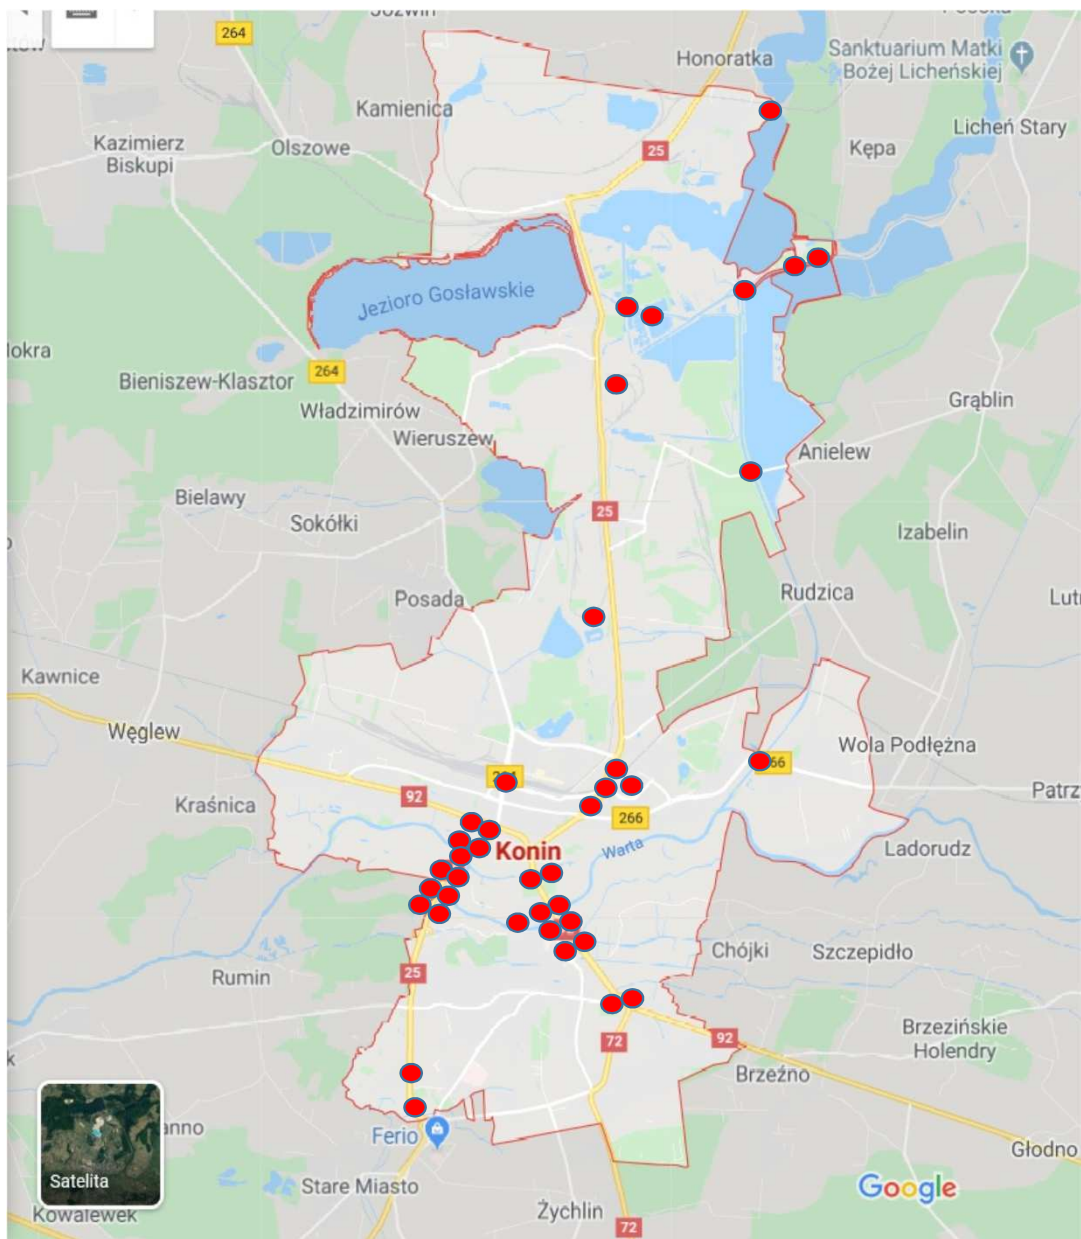 264
Honoratka
Sanktuarium Matki
Bożej Licheńskiej
Kamienica
Kazimierz
Biskupi
Olszowe
25
Kępa
Licheń Stary
Jezioro Gosławskie
264
Bieniszew-Klasztor
Władzimirów
Wieruszew
Grąblin
Anielew
Bielawy
Sokółki
25
Izabelin
Posada
Rudzica
Kawnice
Węglew
Wola Podłężna
Kraśnica
92
266
Konin
Warta
Ladorudz
Rumin
25
Chójki
Szczepidło
72
92
Brzezińskie
Holendry
Brzeźno
Ferio
Satelita
Stare Miasto
Głodno
Google
Kowalewek
Żychlin
72